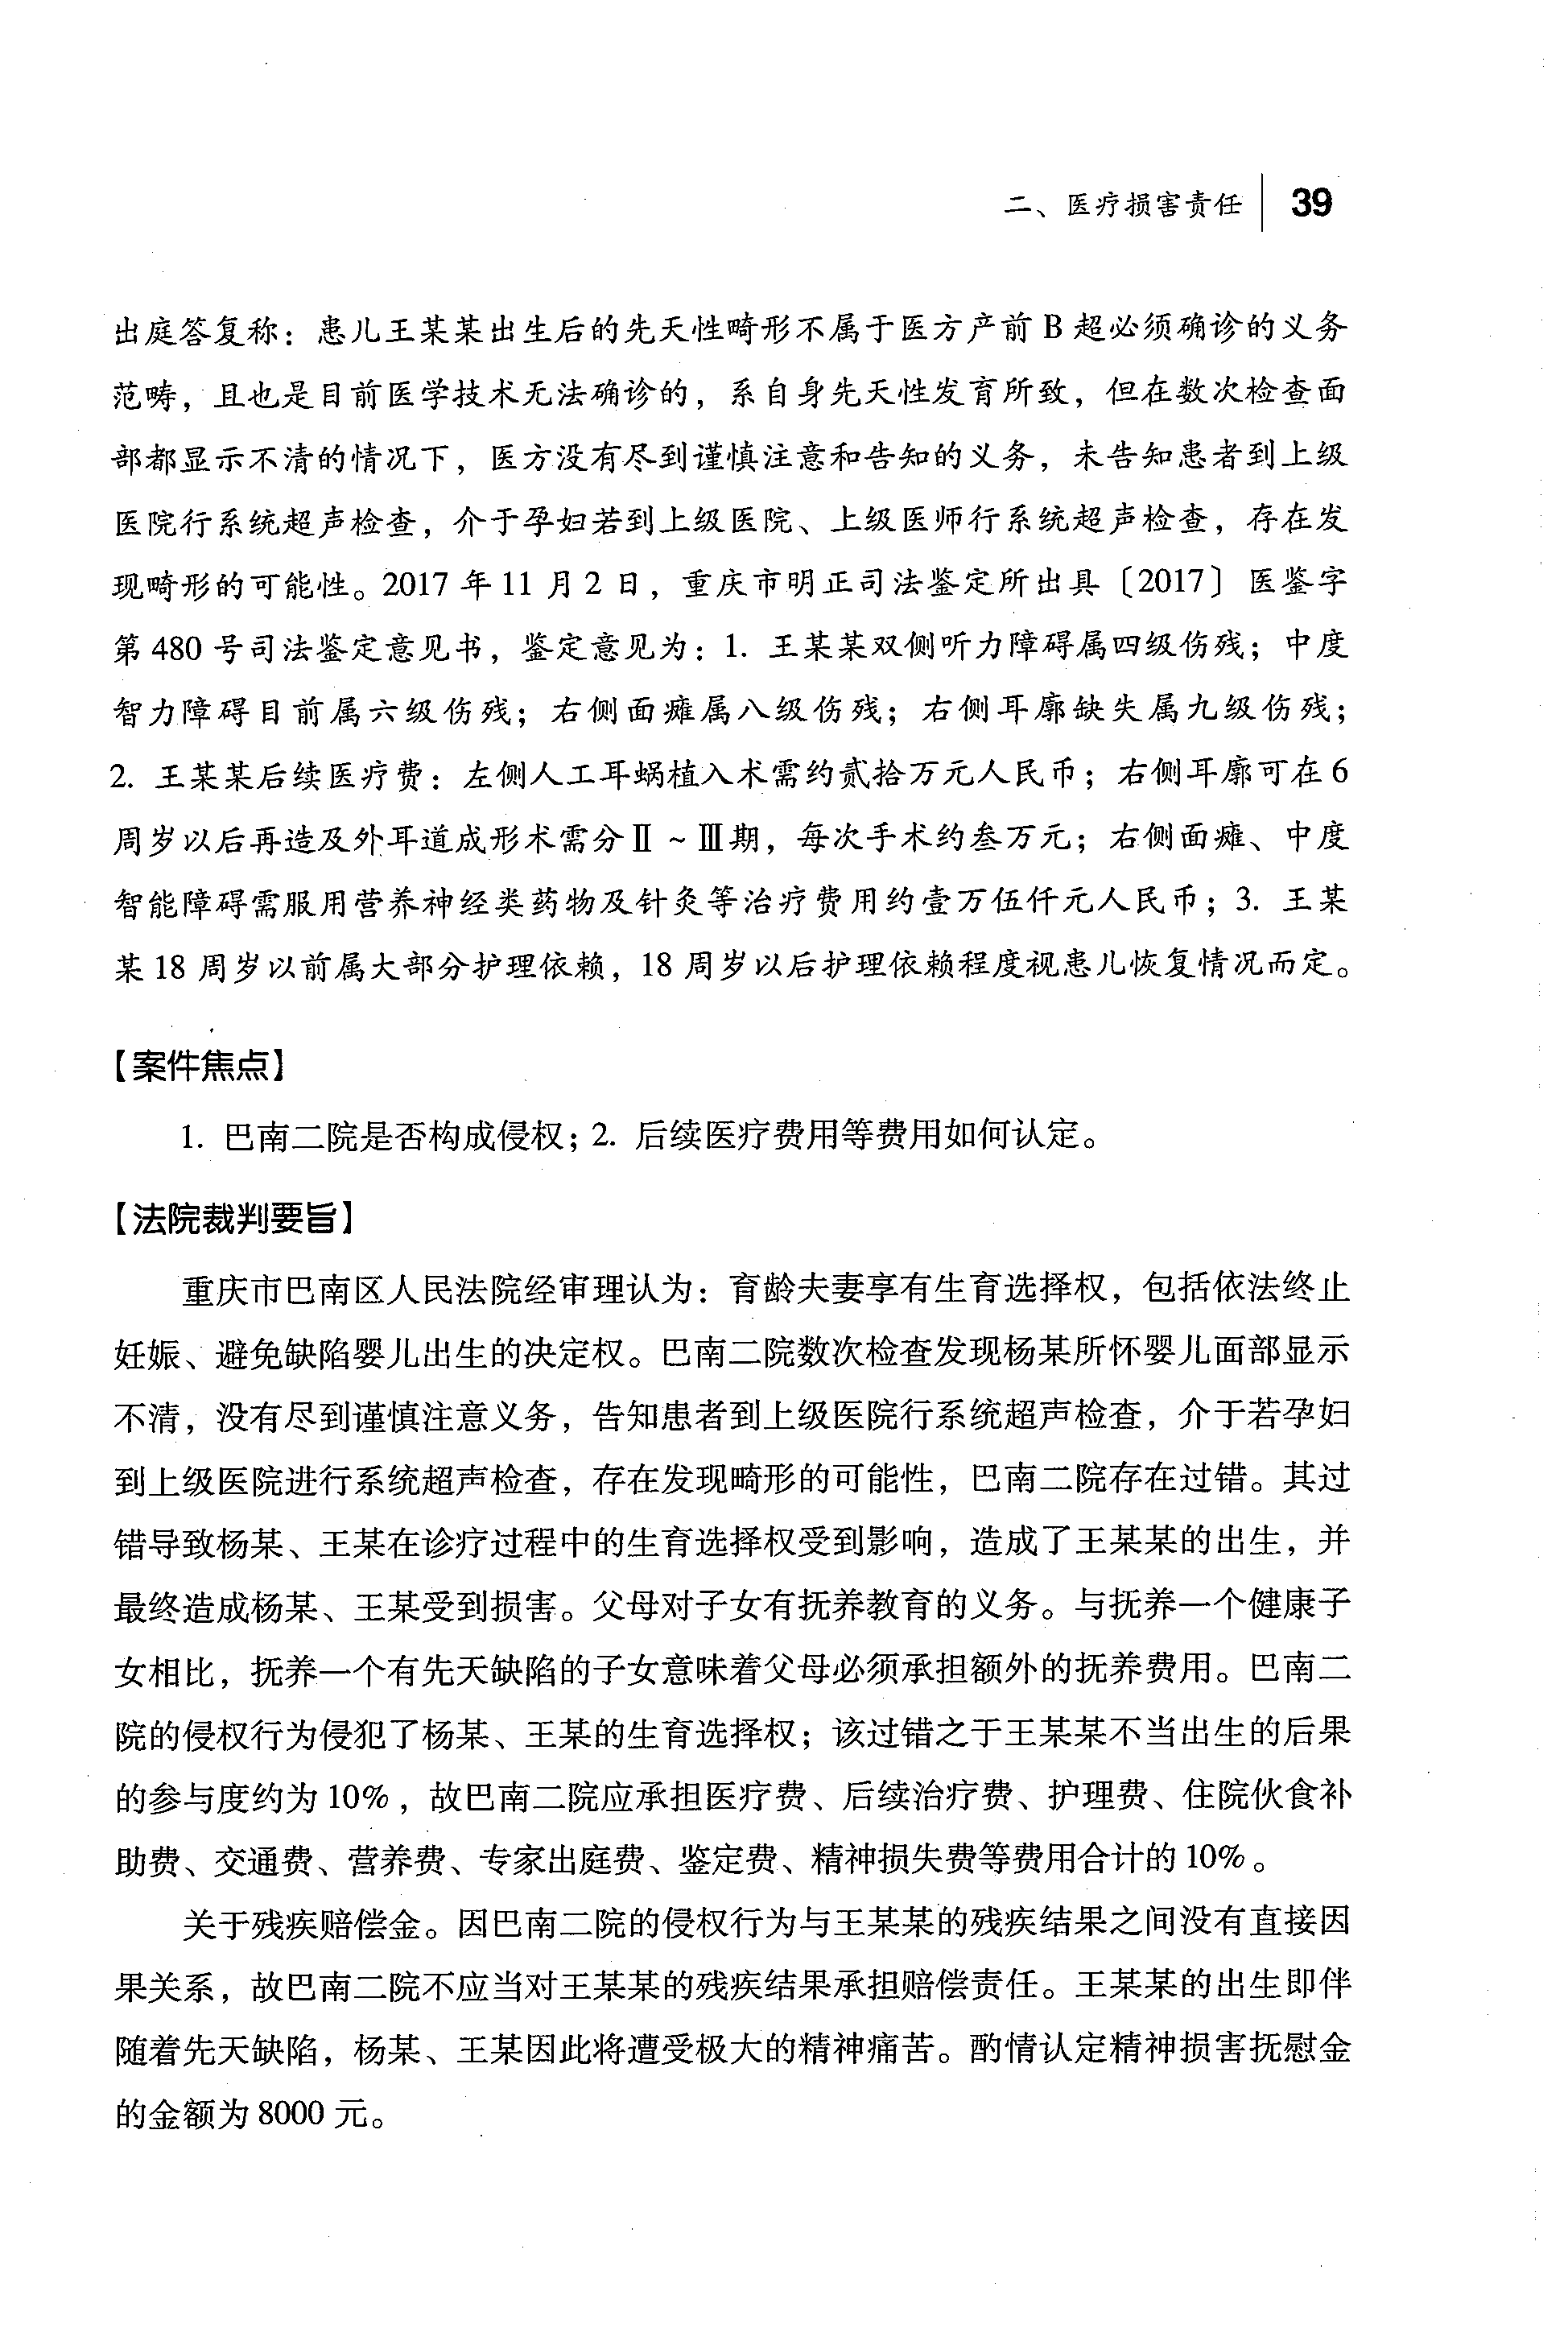 二、医疗损害责任 39
出庭答复称：患儿王某某出生后的先天性畸形不属于医方产前 B 超必须确诊的义务
范畴，且也是目前医学技术无法确诊的，系自身先天性发育所致，但在数次检查面
部都显示不清的情况下，医方没有尽到谨慎注意和告知的义务，未告知患者到上级
医院行系统超声检查，介于孕妇若到上级医院、上级医师行系统超声检查，存在发
现畸形的可能性。2017 年 11 月 2 日，重庆市明正司法鉴定所出具〔2017〕医鉴字
第 480 号司法鉴定意见书，鉴定意见为：1. 王某某双侧听力障碍属四级伤残；中度
智力障碍目前属六级伤残；右侧面瘫属八级伤残；右侧耳廓缺失属九级伤残；
2. 王某某后续医疗费：左侧人工耳蜗植入术需约贰拾万元人民币；右侧耳廓可在 6
周岁以后再造及外耳道成形术需分Ⅱ～Ⅲ期，每次手术约叁万元；右侧面瘫、中度
智能障碍需服用营养神经类药物及针灸等治疗费用约壹万伍仟元人民币；3. 王某
某 18 周岁以前属大部分护理依赖，18 周岁以后护理依赖程度视患儿恢复情况而定。
【案件焦点】
1. 巴南二院是否构成侵权；2. 后续医疗费用等费用如何认定。
【法院裁判要旨】
重庆市巴南区人民法院经审理认为：育龄夫妻享有生育选择权，包括依法终止
妊娠、避免缺陷婴儿出生的决定权。巴南二院数次检查发现杨某所怀婴儿面部显示
不清，没有尽到谨慎注意义务，告知患者到上级医院行系统超声检查，介于若孕妇
到上级医院进行系统超声检查，存在发现畸形的可能性，巴南二院存在过错。其过
错导致杨某、王某在诊疗过程中的生育选择权受到影响，造成了王某某的出生，并
最终造成杨某、王某受到损害。父母对子女有抚养教育的义务。与抚养一个健康子
女相比，抚养一个有先天缺陷的子女意味着父母必须承担额外的抚养费用。巴南二
院的侵权行为侵犯了杨某、王某的生育选择权；该过错之于王某某不当出生的后果
的参与度约为 10%，故巴南二院应承担医疗费、后续治疗费、护理费、住院伙食补
助费、交通费、营养费、专家出庭费、鉴定费、精神损失费等费用合计的 10%。
关于残疾赔偿金。因巴南二院的侵权行为与王某某的残疾结果之间没有直接因
果关系，故巴南二院不应当对王某某的残疾结果承担赔偿责任。王某某的出生即伴
随着先天缺陷，杨某、王某因此将遭受极大的精神痛苦。酌情认定精神损害抚慰金
的金额为 8000 元。